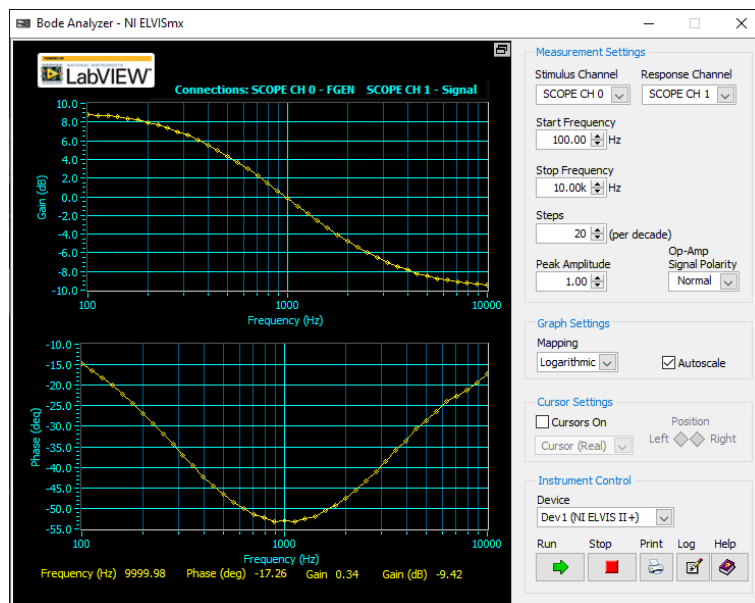 Bode Analyzer - NI ELVISmx
POWERED BY
NATIONAL INSTRUMENTS
LabVIEW™
Connections: SCOPE CH 0 - FGEN SCOPE CH 1 - Signal
10.0
8.0
6.0
4.0
2.0
0.0
-2.0
-4.0
-6.0
-8.0
-10.0
Gain (dB)
100 1000 10000
Frequency (Hz)
-10.0
-15.0
-20.0
-25.0
-30.0
-35.0
-40.0
-45.0
-50.0
-55.0
Phase (deg)
100 1000 10000
Frequency (Hz)
Frequency (Hz) 9999.98 Phase (deg) -17.26 Gain 0.34 Gain (dB) -9.42
Measurement Settings
Stimulus Channel Response Channel
SCOPE CH 0 SCOPE CH 1
Start Frequency
100.00 Hz
Stop Frequency
10.00k Hz
Steps
20 (per decade)
Peak Amplitude
1.00
Op-Amp
Signal Polarity
Normal
Graph Settings
Mapping
Logarithmic Autoscale
Cursor Settings
Cursors On Position
Cursor (Real) Left Right
Instrument Control
Device
Dev1 (NI ELVIS II+)
Run Stop Print Log Help